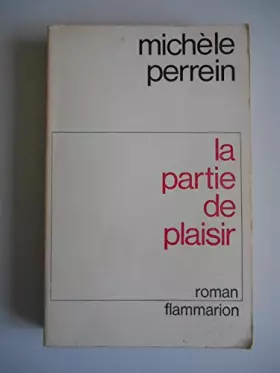 michèle
perrein
la
partie
de
plaisir
roman
flammarion